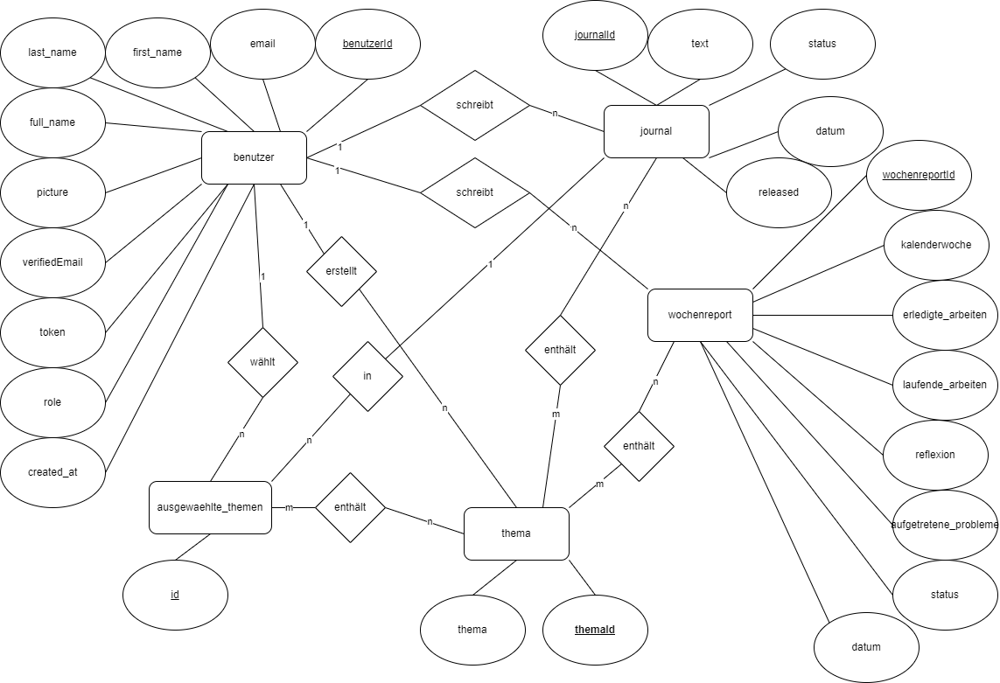 last_name
first_name
email
benutzerId
journalId
text
status
full_name
schreibt
n
journal
datum
1
benutzer
1
picture
schreibt
wochenreportId
released
n
1
n
verifiedEmail
erstellt
1
1
kalenderwoche
wochenreport
erledigte_arbeiten
token
wählt
in
enthält
n
laufende_arbeiten
role
n
m
n
n
enthält
reflexion
created_at
m
ausgewaehlte_themen
m
enthält
n
thema
aufgetretene_probleme
id
thema
themaId
status
datum